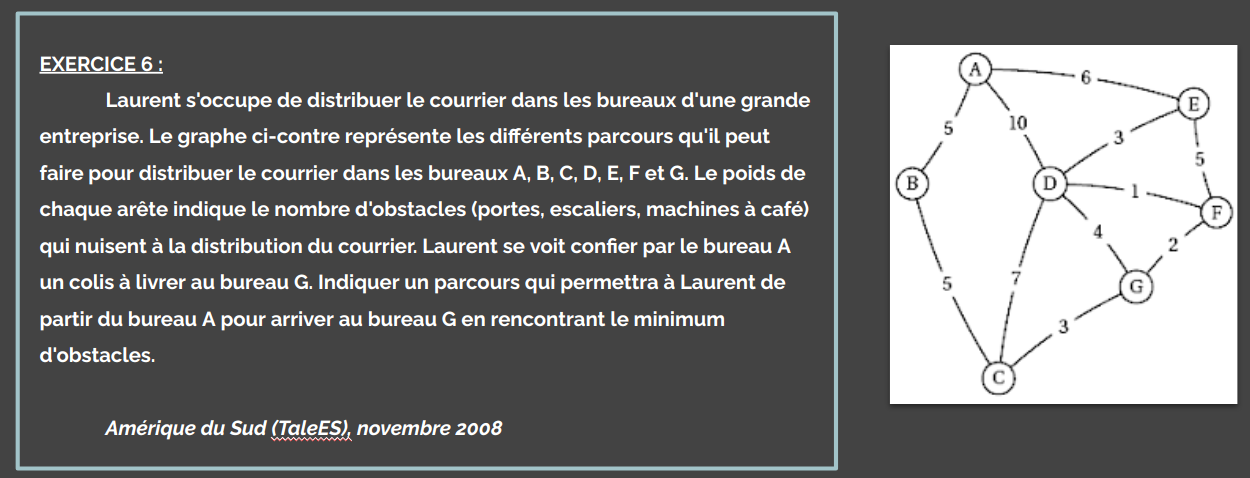 EXERCICE 6 :
Laurent s'occupe de distribuer le courrier dans les bureaux d'une grande
entreprise. Le graphe ci-contre représente les différents parcours qu'il peut
faire pour distribuer le courrier dans les bureaux A, B, C, D, E, F et G. Le poids de
chaque arête indique le nombre d'obstacles (portes, escaliers, machines à café)
qui nuisent à la distribution du courrier. Laurent se voit confier par le bureau A
un colis à livrer au bureau G. Indiquer un parcours qui permettra à Laurent de
partir du bureau A pour arriver au bureau G en rencontrant le minimum
d'obstacles.
Amérique du Sud (TaleES), novembre 2008
A
6
E
5
10
3
5
B
D
1
F
4
2
5
7
G
3
C